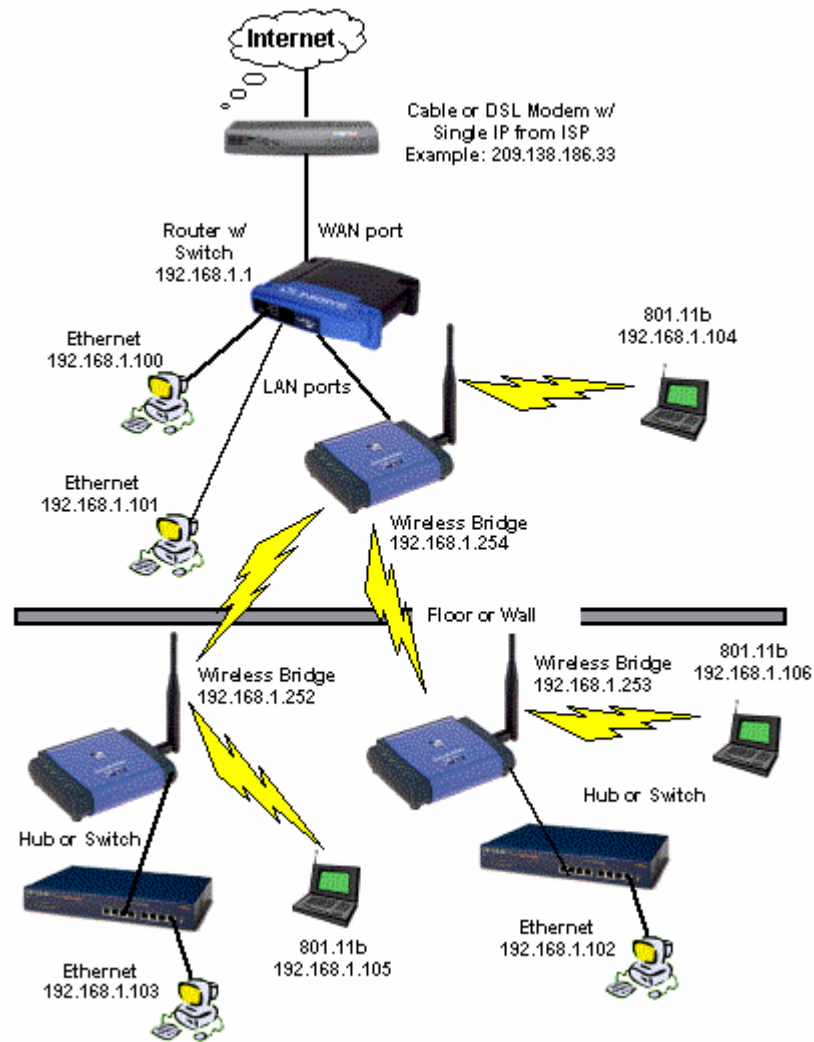 Internet
Cable or DSL Modem w/
Single IP from ISP
Example: 209.138.186.33
Router w/
Switch
192.168.1.1
WAN port
Ethernet
192.168.1.100
LAN ports
801.11b
192.168.1.104
Ethernet
192.168.1.101
Wireless Bridge
192.168.1.254
Floor or Wall
Wireless Bridge
192.168.1.252
Wireless Bridge
192.168.1.253
801.11b
192.168.1.106
Hub or Switch
Hub or Switch
801.11b
192.168.1.105
Ethernet
192.168.1.102
Ethernet
192.168.1.103